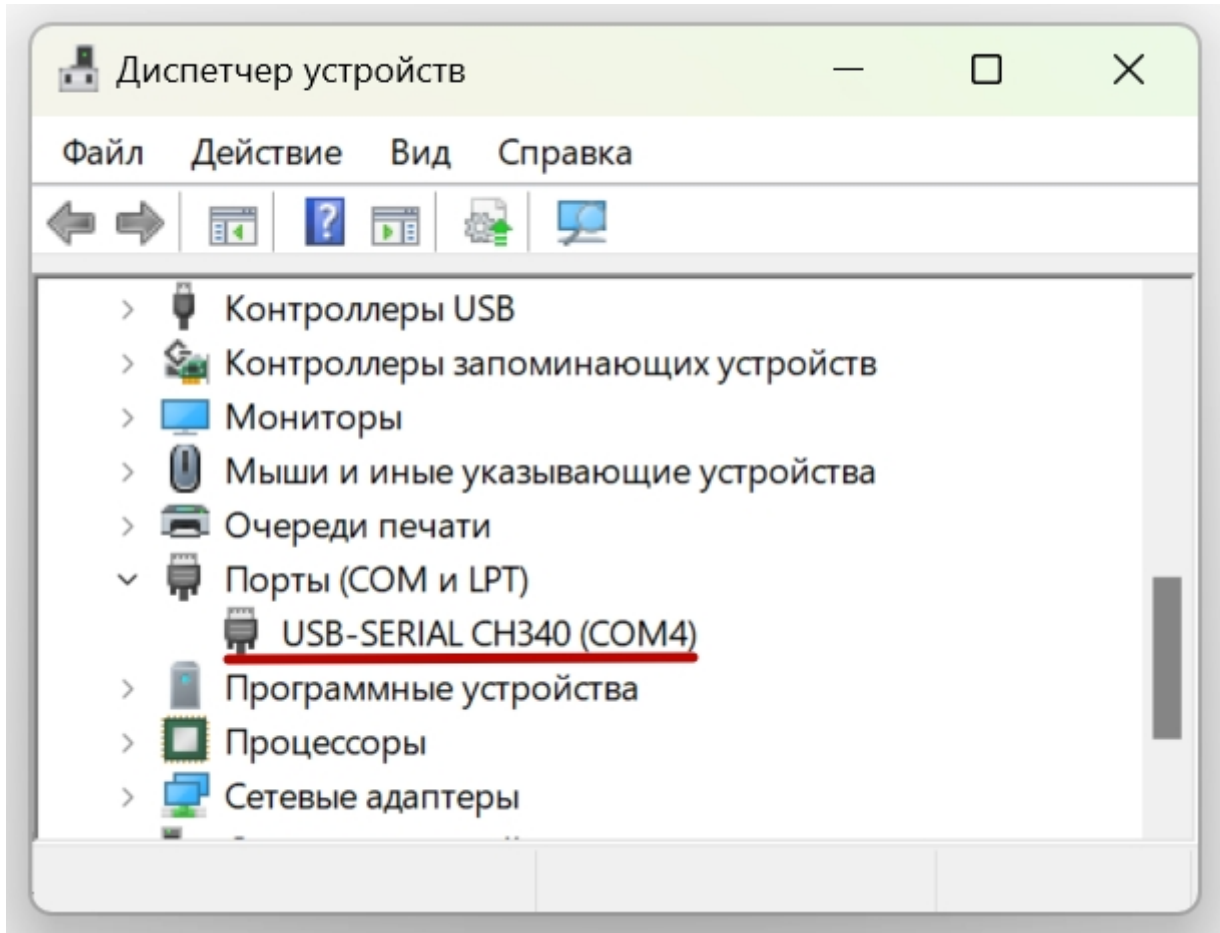 Диспетчер устройств
Файл Действие Вид Справка
Контроллеры USB
Контроллеры запоминающих устройств
Мониторы
Мыши и иные указывающие устройства
Очереди печати
Порты (COM и LPT)
USB-SERIAL CH340 (COM4)
Программные устройства
Процессоры
Сетевые адаптеры